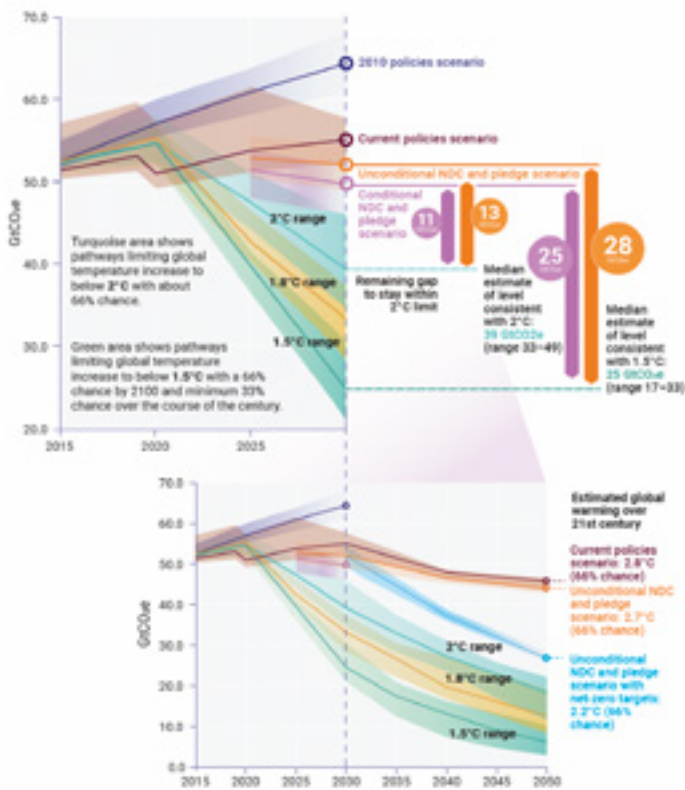 70.0
2010 policies scenario
60.0
Current policies scenario
Unconditional NDC and pledge scenario
50.0
Conditional
NDC and
pledge
scenario
11
13
25
28
GtCO₂e
2°C range
Turquoise area shows
pathways limiting global
temperature increase to
below 2°C with about
66% chance.
40.0
1.8°C range
Remaining gap
to stay within
2°C limit
Median
estimate
of level
consistent
with 2°C:
39 GtCO2e
(range 33–49)
Median
estimate
of level
consistent
with 1.5°C:
25 GtCO₂e
(range 17–33)
30.0
1.5°C range
Green area shows pathways
limiting global temperature
increase to below 1.5°C with a 66%
chance by 2100 and minimum 33%
chance over the course of the century.
20.0
2015
2020
2025
70.0
60.0
50.0
40.0
30.0
20.0
10.0
0.0
GtCO₂e
2°C range
1.8°C range
1.5°C range
2015
2020
2025
2030
2035
2040
2045
2050
Estimated global
warming over
21st century
Current policies
scenario: 2.8°C
(66% chance)
Unconditional NDC
and pledge
scenario: 2.7°C
(66% chance)
Unconditional
NDC and pledge
scenario with
net-zero targets:
2.2°C (66%
chance)